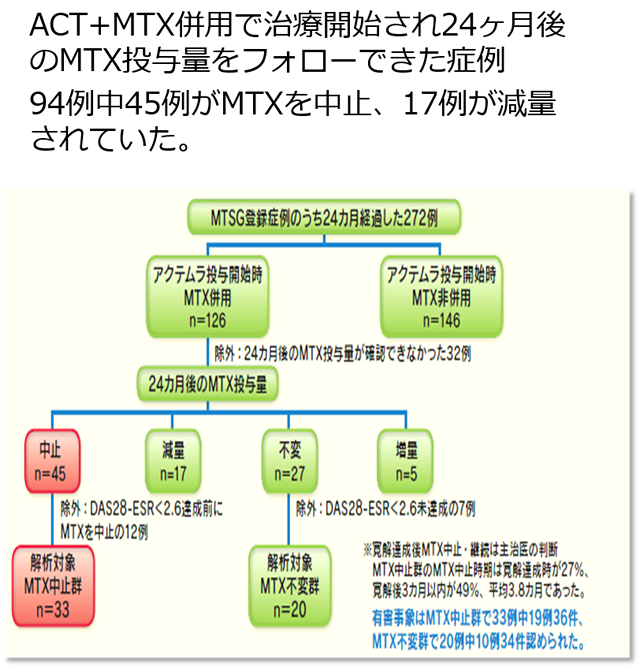 ACT+MTX併用で治療開始され24ヶ月後
のMTX投与量をフォローできた症例
94例中45例がMTXを中止、17例が減量
されていた。
MTSG登録症例のうち24カ月経過した272例
アクテムラ投与開始時
MTX併用
n=126
アクテムラ投与開始時
MTX非併用
n=146
除外：24カ月後のMTX投与量が確認できなかった32例
24カ月後のMTX投与量
中止
n=45
減量
n=17
不変
n=27
増量
n=5
除外：DAS28-ESR<2.6達成前に
MTXを中止の12例
除外：DAS28-ESR<2.6未達成の7例
解析対象
MTX中止群
n=33
解析対象
MTX不変群
n=20
※寛解達成後MTX中止・継続は主治医の判断
MTX中止群のMTX中止時期は寛解達成時が27%、
寛解後3カ月以内が49%、平均3.8カ月であった。
有害事象はMTX中止群で33例中19例36件、
MTX不変群で20例中10例34件認められた。